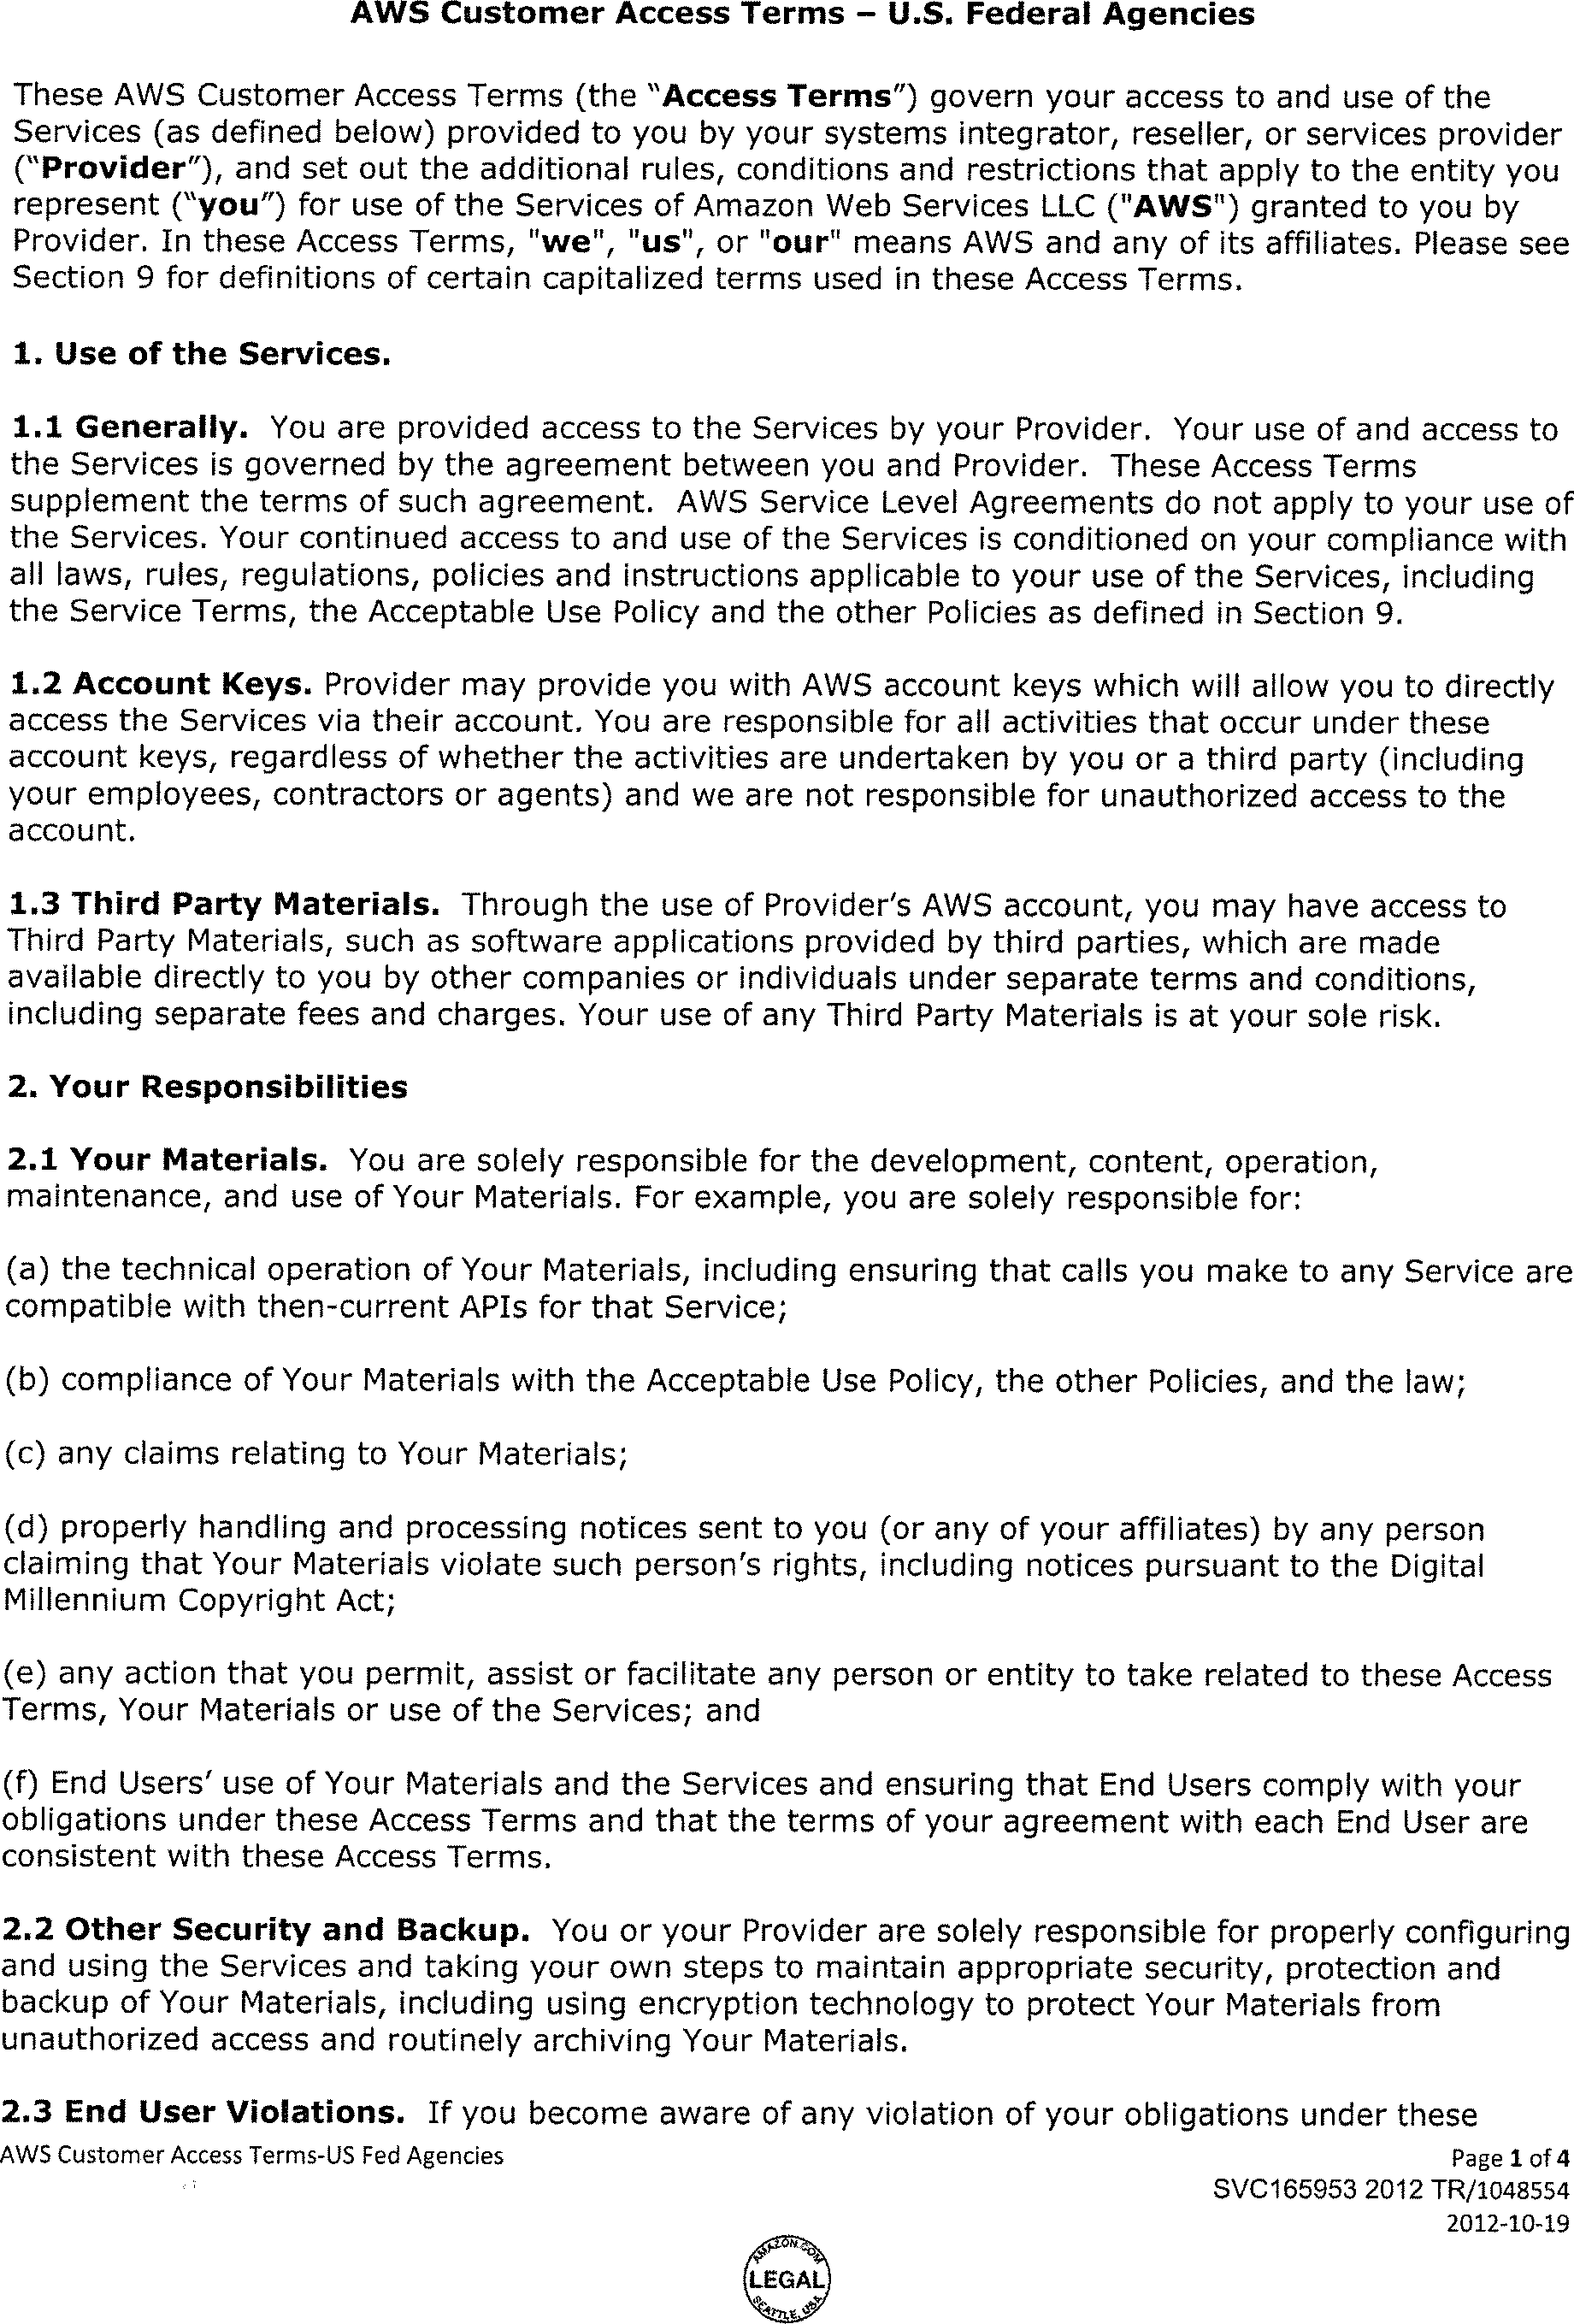 AWS Customer Access Terms – U.S. Federal Agencies
These AWS Customer Access Terms (the “Access Terms”) govern your access to and use of the
Services (as defined below) provided to you by your systems integrator, reseller, or services provider
(“Provider”), and set out the additional rules, conditions and restrictions that apply to the entity you
represent (“you”) for use of the Services of Amazon Web Services LLC ("AWS") granted to you by
Provider. In these Access Terms, "we", "us", or "our" means AWS and any of its affiliates. Please see
Section 9 for definitions of certain capitalized terms used in these Access Terms.
1. Use of the Services.
1.1 Generally. You are provided access to the Services by your Provider. Your use of and access to
the Services is governed by the agreement between you and Provider. These Access Terms
supplement the terms of such agreement. AWS Service Level Agreements do not apply to your use of
the Services. Your continued access to and use of the Services is conditioned on your compliance with
all laws, rules, regulations, policies and instructions applicable to your use of the Services, including
the Service Terms, the Acceptable Use Policy and the other Policies as defined in Section 9.
1.2 Account Keys. Provider may provide you with AWS account keys which will allow you to directly
access the Services via their account. You are responsible for all activities that occur under these
account keys, regardless of whether the activities are undertaken by you or a third party (including
your employees, contractors or agents) and we are not responsible for unauthorized access to the
account.
1.3 Third Party Materials. Through the use of Provider’s AWS account, you may have access to
Third Party Materials, such as software applications provided by third parties, which are made
available directly to you by other companies or individuals under separate terms and conditions,
including separate fees and charges. Your use of any Third Party Materials is at your sole risk.
2. Your Responsibilities
2.1 Your Materials. You are solely responsible for the development, content, operation,
maintenance, and use of Your Materials. For example, you are solely responsible for:
(a) the technical operation of Your Materials, including ensuring that calls you make to any Service are
compatible with then-current APIs for that Service;
(b) compliance of Your Materials with the Acceptable Use Policy, the other Policies, and the law;
(c) any claims relating to Your Materials;
(d) properly handling and processing notices sent to you (or any of your affiliates) by any person
claiming that Your Materials violate such person’s rights, including notices pursuant to the Digital
Millennium Copyright Act;
(e) any action that you permit, assist or facilitate any person or entity to take related to these Access
Terms, Your Materials or use of the Services; and
(f) End Users’ use of Your Materials and the Services and ensuring that End Users comply with your
obligations under these Access Terms and that the terms of your agreement with each End User are
consistent with these Access Terms.
2.2 Other Security and Backup. You or your Provider are solely responsible for properly configuring
and using the Services and taking your own steps to maintain appropriate security, protection and
backup of Your Materials, including using encryption technology to protect Your Materials from
unauthorized access and routinely archiving Your Materials.
2.3 End User Violations. If you become aware of any violation of your obligations under these
AWS Customer Access Terms-US Fed Agencies
Page 1 of 4
SVC165953 2012 TR/1048554
2012-10-19
AMAZON.COM
LEGAL
SEATTLE, USA